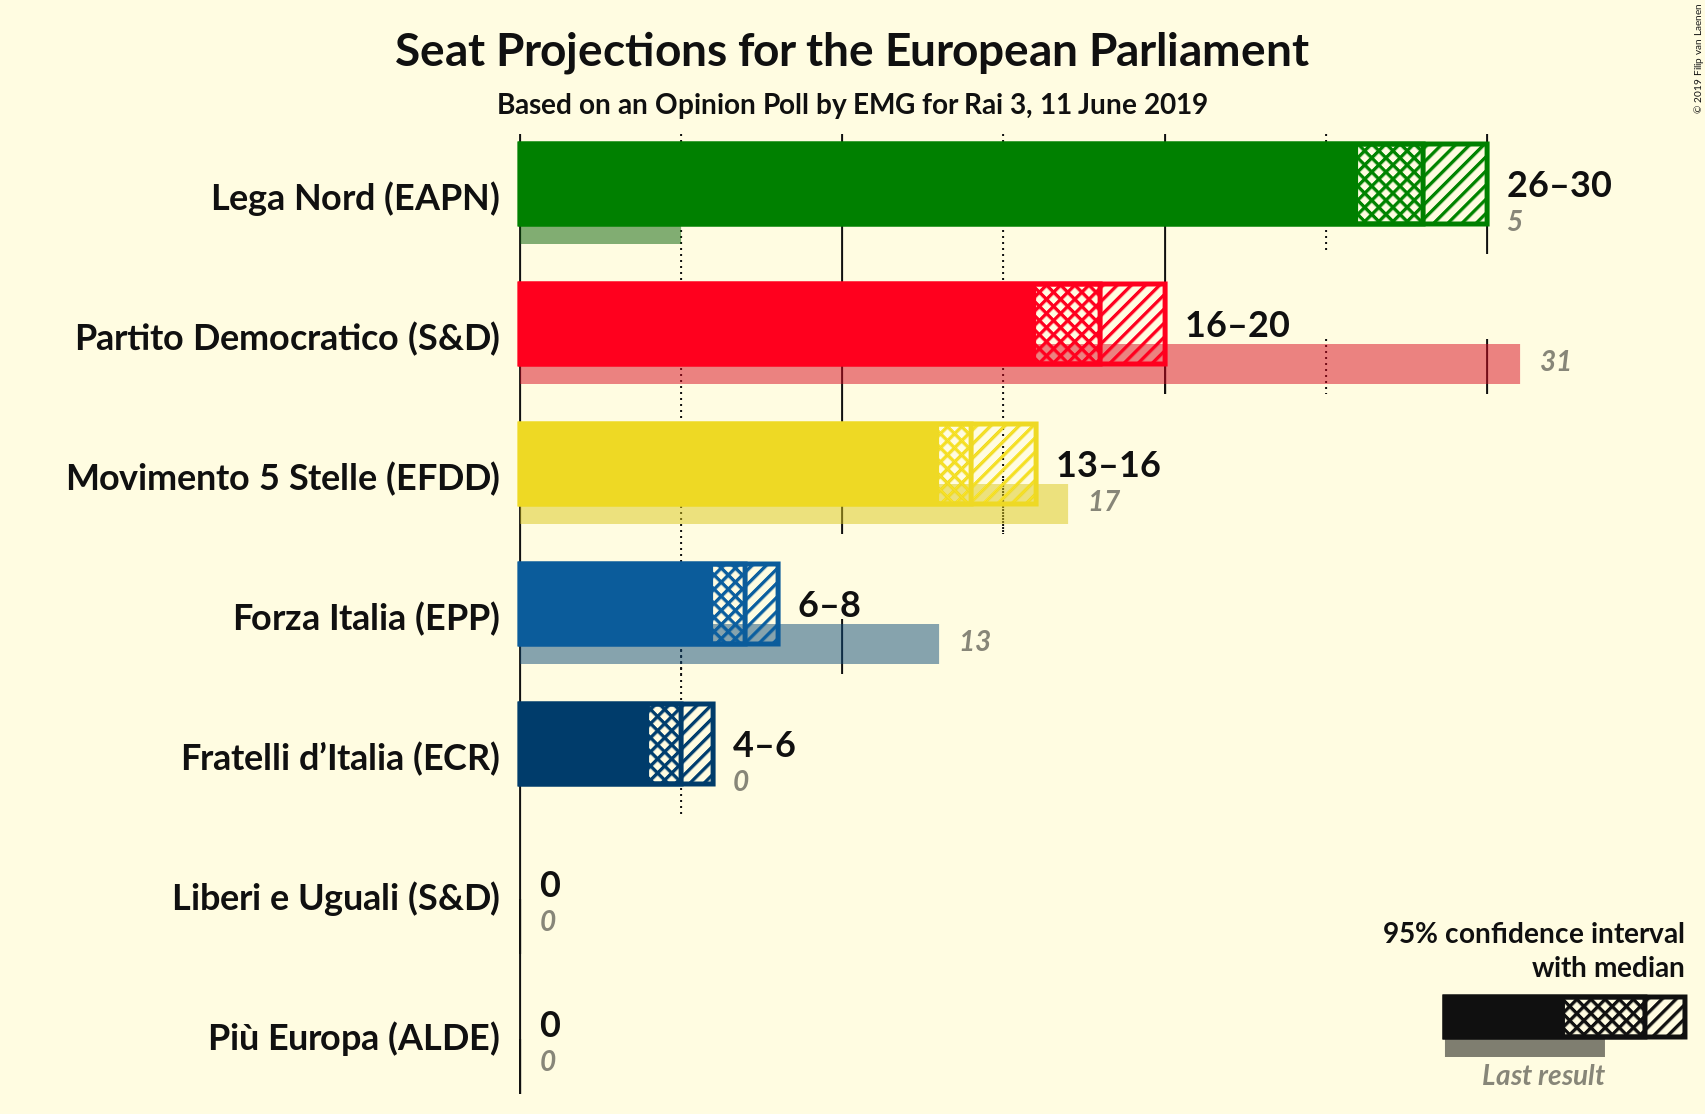 Seat Projections for the European Parliament
Based on an Opinion Poll by EMG for Rai 3, 11 June 2019
© 2019 Filip van Laenen
Lega Nord (EAPN)
26–30
5
Partito Democratico (S&D)
16–20
31
Movimento 5 Stelle (EFDD)
13–16
17
Forza Italia (EPP)
6–8
13
Fratelli d’Italia (ECR)
4–6
0
Liberi e Uguali (S&D)
0
0
Più Europa (ALDE)
0
0
95% confidence interval
with median
Last result